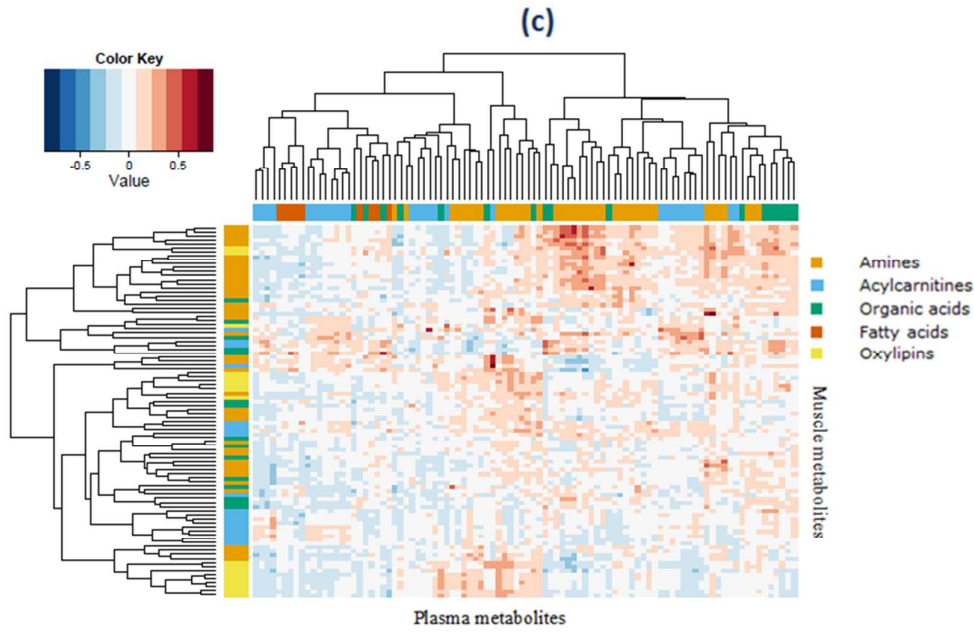 (c)
Color Key
-0.5 0 0.5
Value
Amines
Acylcarnitines
Organic acids
Fatty acids
Oxylipins
Muscle metabolites
Plasma metabolites